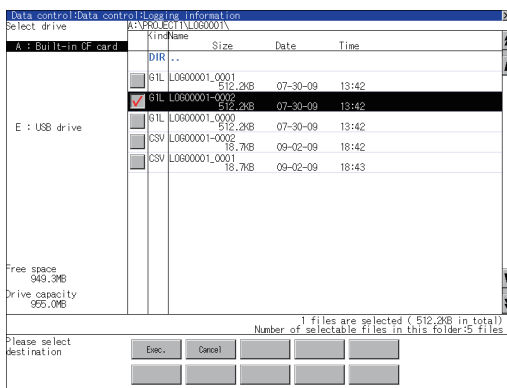 Data control:Data control:Logging information
Select drive
A:\PROJECT1\LOG0001\
Kind Name
Size Date Time
A : Built-in CF card
DIR ..
G1L LOG00001_0001
512.2KB 07-30-09 13:42
G1L LOG00001-0002
512.2KB 07-30-09 13:42
G1L LOG00001_0000
512.2KB 07-30-09 13:42
E : USB drive
CSV LOG00001-0002
18.7KB 09-02-09 18:42
CSV LOG00001_0001
18.7KB 09-02-09 18:43
Free space
949.3MB
Drive capacity
955.0MB
1 files are selected ( 512.2KB in total)
Number of selectable files in this folder:5 files
Please select
destination
Exec. Cancel